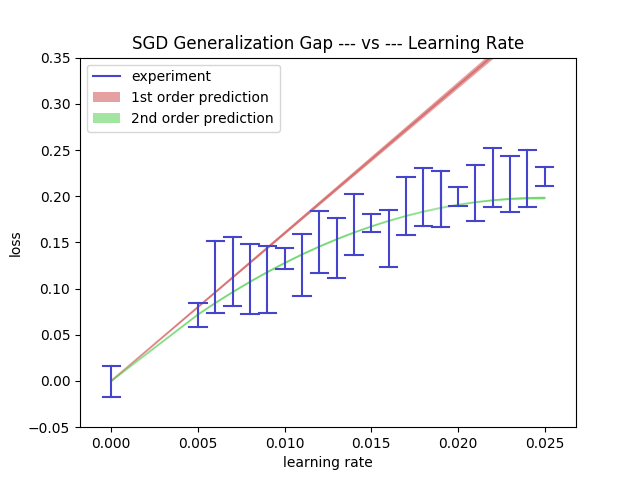 SGD Generalization Gap --- vs --- Learning Rate
experiment
1st order prediction
2nd order prediction
0.35
0.30
0.25
0.20
0.15
0.10
0.05
0.00
−0.05
loss
0.000 0.005 0.010 0.015 0.020 0.025
learning rate